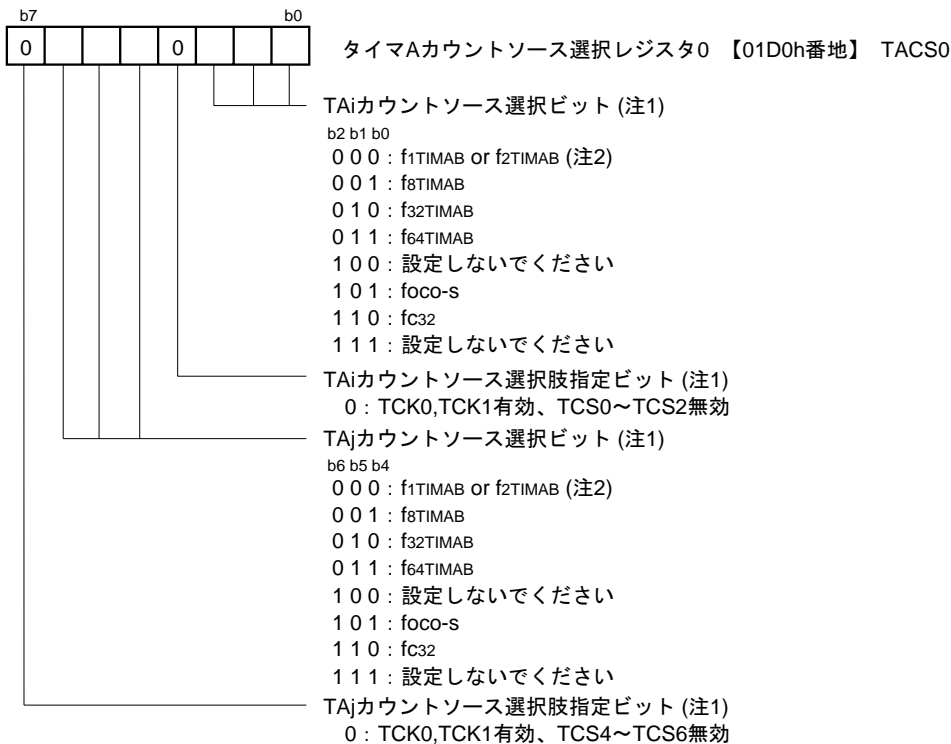 b7 b0
0 0 タイマAカウントソース選択レジスタ0 【01D0h番地】 TACS0
TAiカウントソース選択ビット (注1)
b2 b1 b0
0 0 0 : f1TIMAB or f2TIMAB (注2)
0 0 1 : f8TIMAB
0 1 0 : f32TIMAB
0 1 1 : f64TIMAB
1 0 0 : 設定しないでください
1 0 1 : foco-s
1 1 0 : fc32
1 1 1 : 設定しないでください
TAiカウントソース選択肢指定ビット (注1)
0 : TCK0,TCK1有効、TCS0～TCS2無効
TAjカウントソース選択ビット (注1)
b6 b5 b4
0 0 0 : f1TIMAB or f2TIMAB (注2)
0 0 1 : f8TIMAB
0 1 0 : f32TIMAB
0 1 1 : f64TIMAB
1 0 0 : 設定しないでください
1 0 1 : foco-s
1 1 0 : fc32
1 1 1 : 設定しないでください
TAjカウントソース選択肢指定ビット (注1)
0 : TCK0,TCK1有効、TCS4～TCS6無効